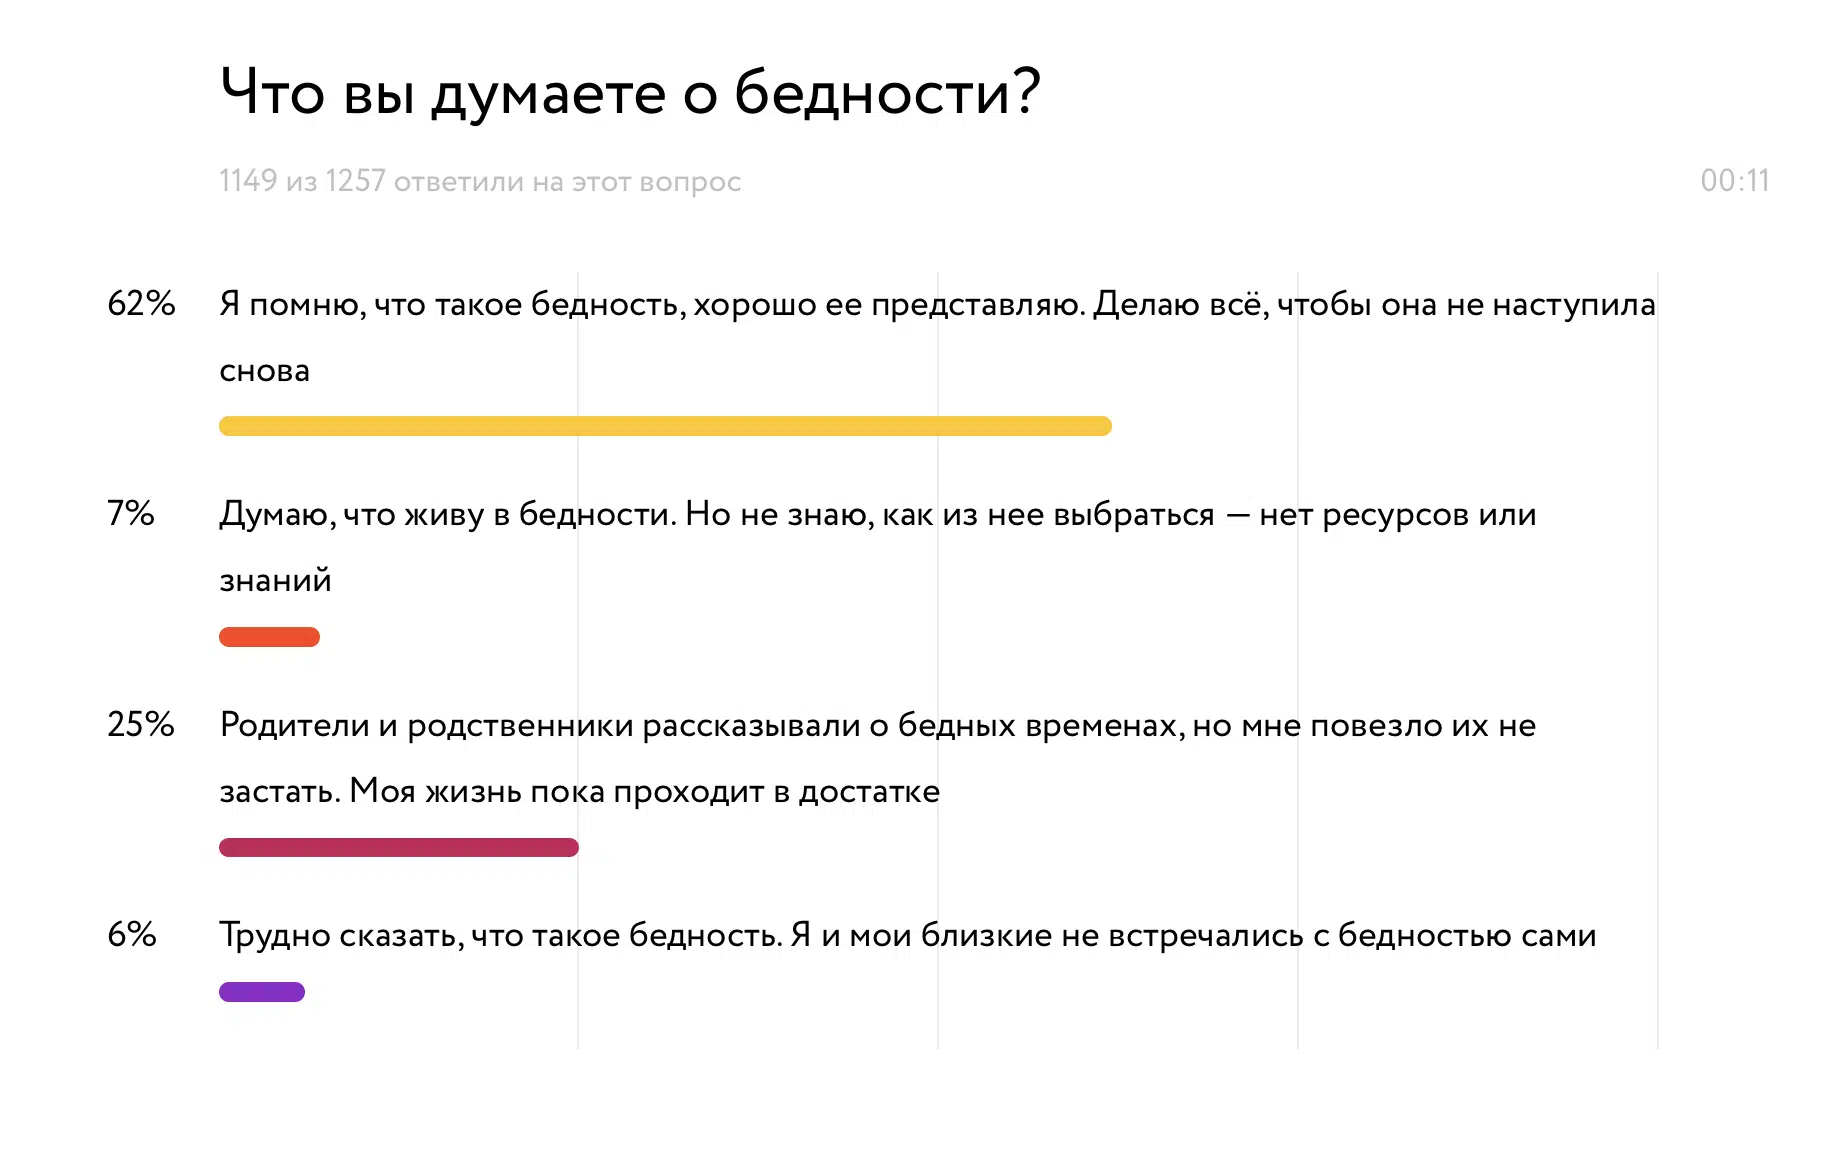 Что вы думаете о бедности?
1149 из 1257 ответили на этот вопрос
00:11
62%
Я помню, что такое бедность, хорошо ее представляю. Делаю всё, чтобы она не наступила
снова
7%
Думаю, что живу в бедности. Но не знаю, как из нее выбраться — нет ресурсов или
знаний
25%
Родители и родственники рассказывали о бедных временах, но мне повезло их не
застать. Моя жизнь пока проходит в достатке
6%
Трудно сказать, что такое бедность. Я и мои близкие не встречались с бедностью сами